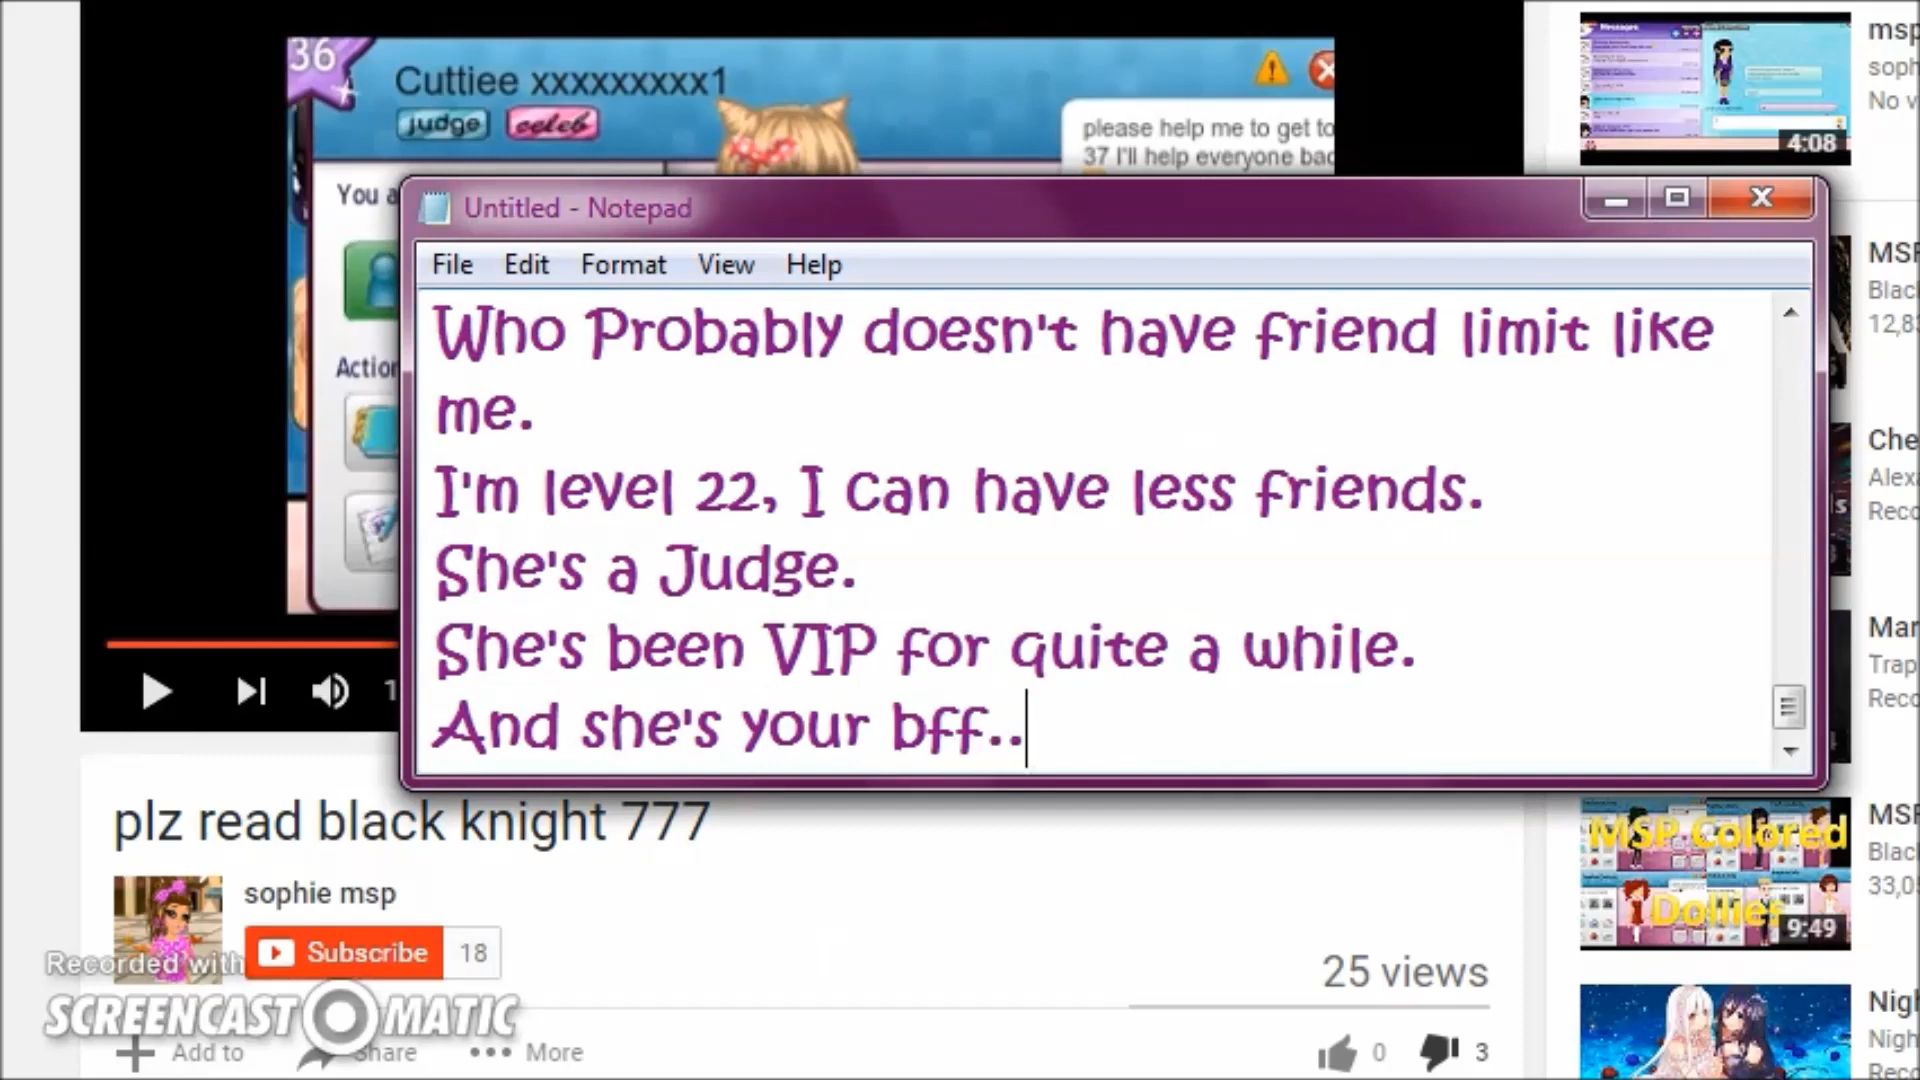 36
Cuttiee xxxxxxxxx1
judge celeb
please help me to get to
37 I'll help everyone bac
You a
Action
Untitled - Notepad
File Edit Format View Help
Who Probably doesn't have friend limit like
me.
I'm level 22, I can have less friends.
She's a Judge.
She's been VIP for quite a while.
And she's your bff..
plz read black knight 777
sophie msp
Subscribe 18
25 views
Recorded with
SCREENCAST MATIC
Add to Share More
0 3
Messages
4:08
msp
soph
No v
MSP
Blac
12,8
Che
Alexa
Reco
Mar
Trap
Reco
MSP Colored
Dollies
9:49
MSP
Blac
33,0
Nigh
Nigh
Reco